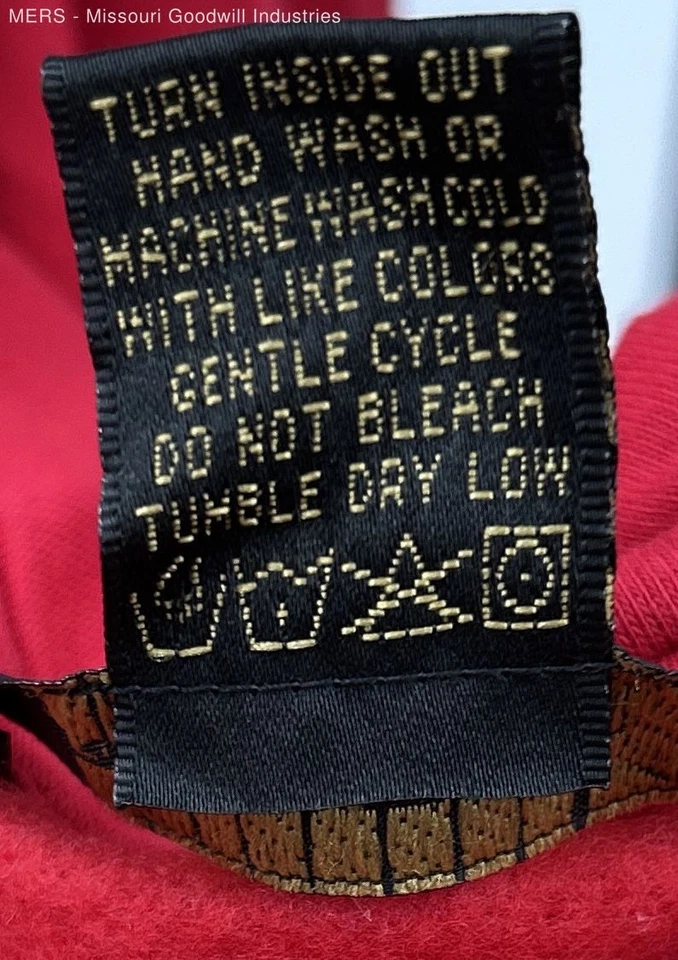 MERS - Missouri Goodwill Industries
TURN INSIDE OUT
HAND WASH OR
MACHINE WASH COLD
WITH LIKE COLORS
GENTLE CYCLE
DO NOT BLEACH
TUMBLE DRY LOW